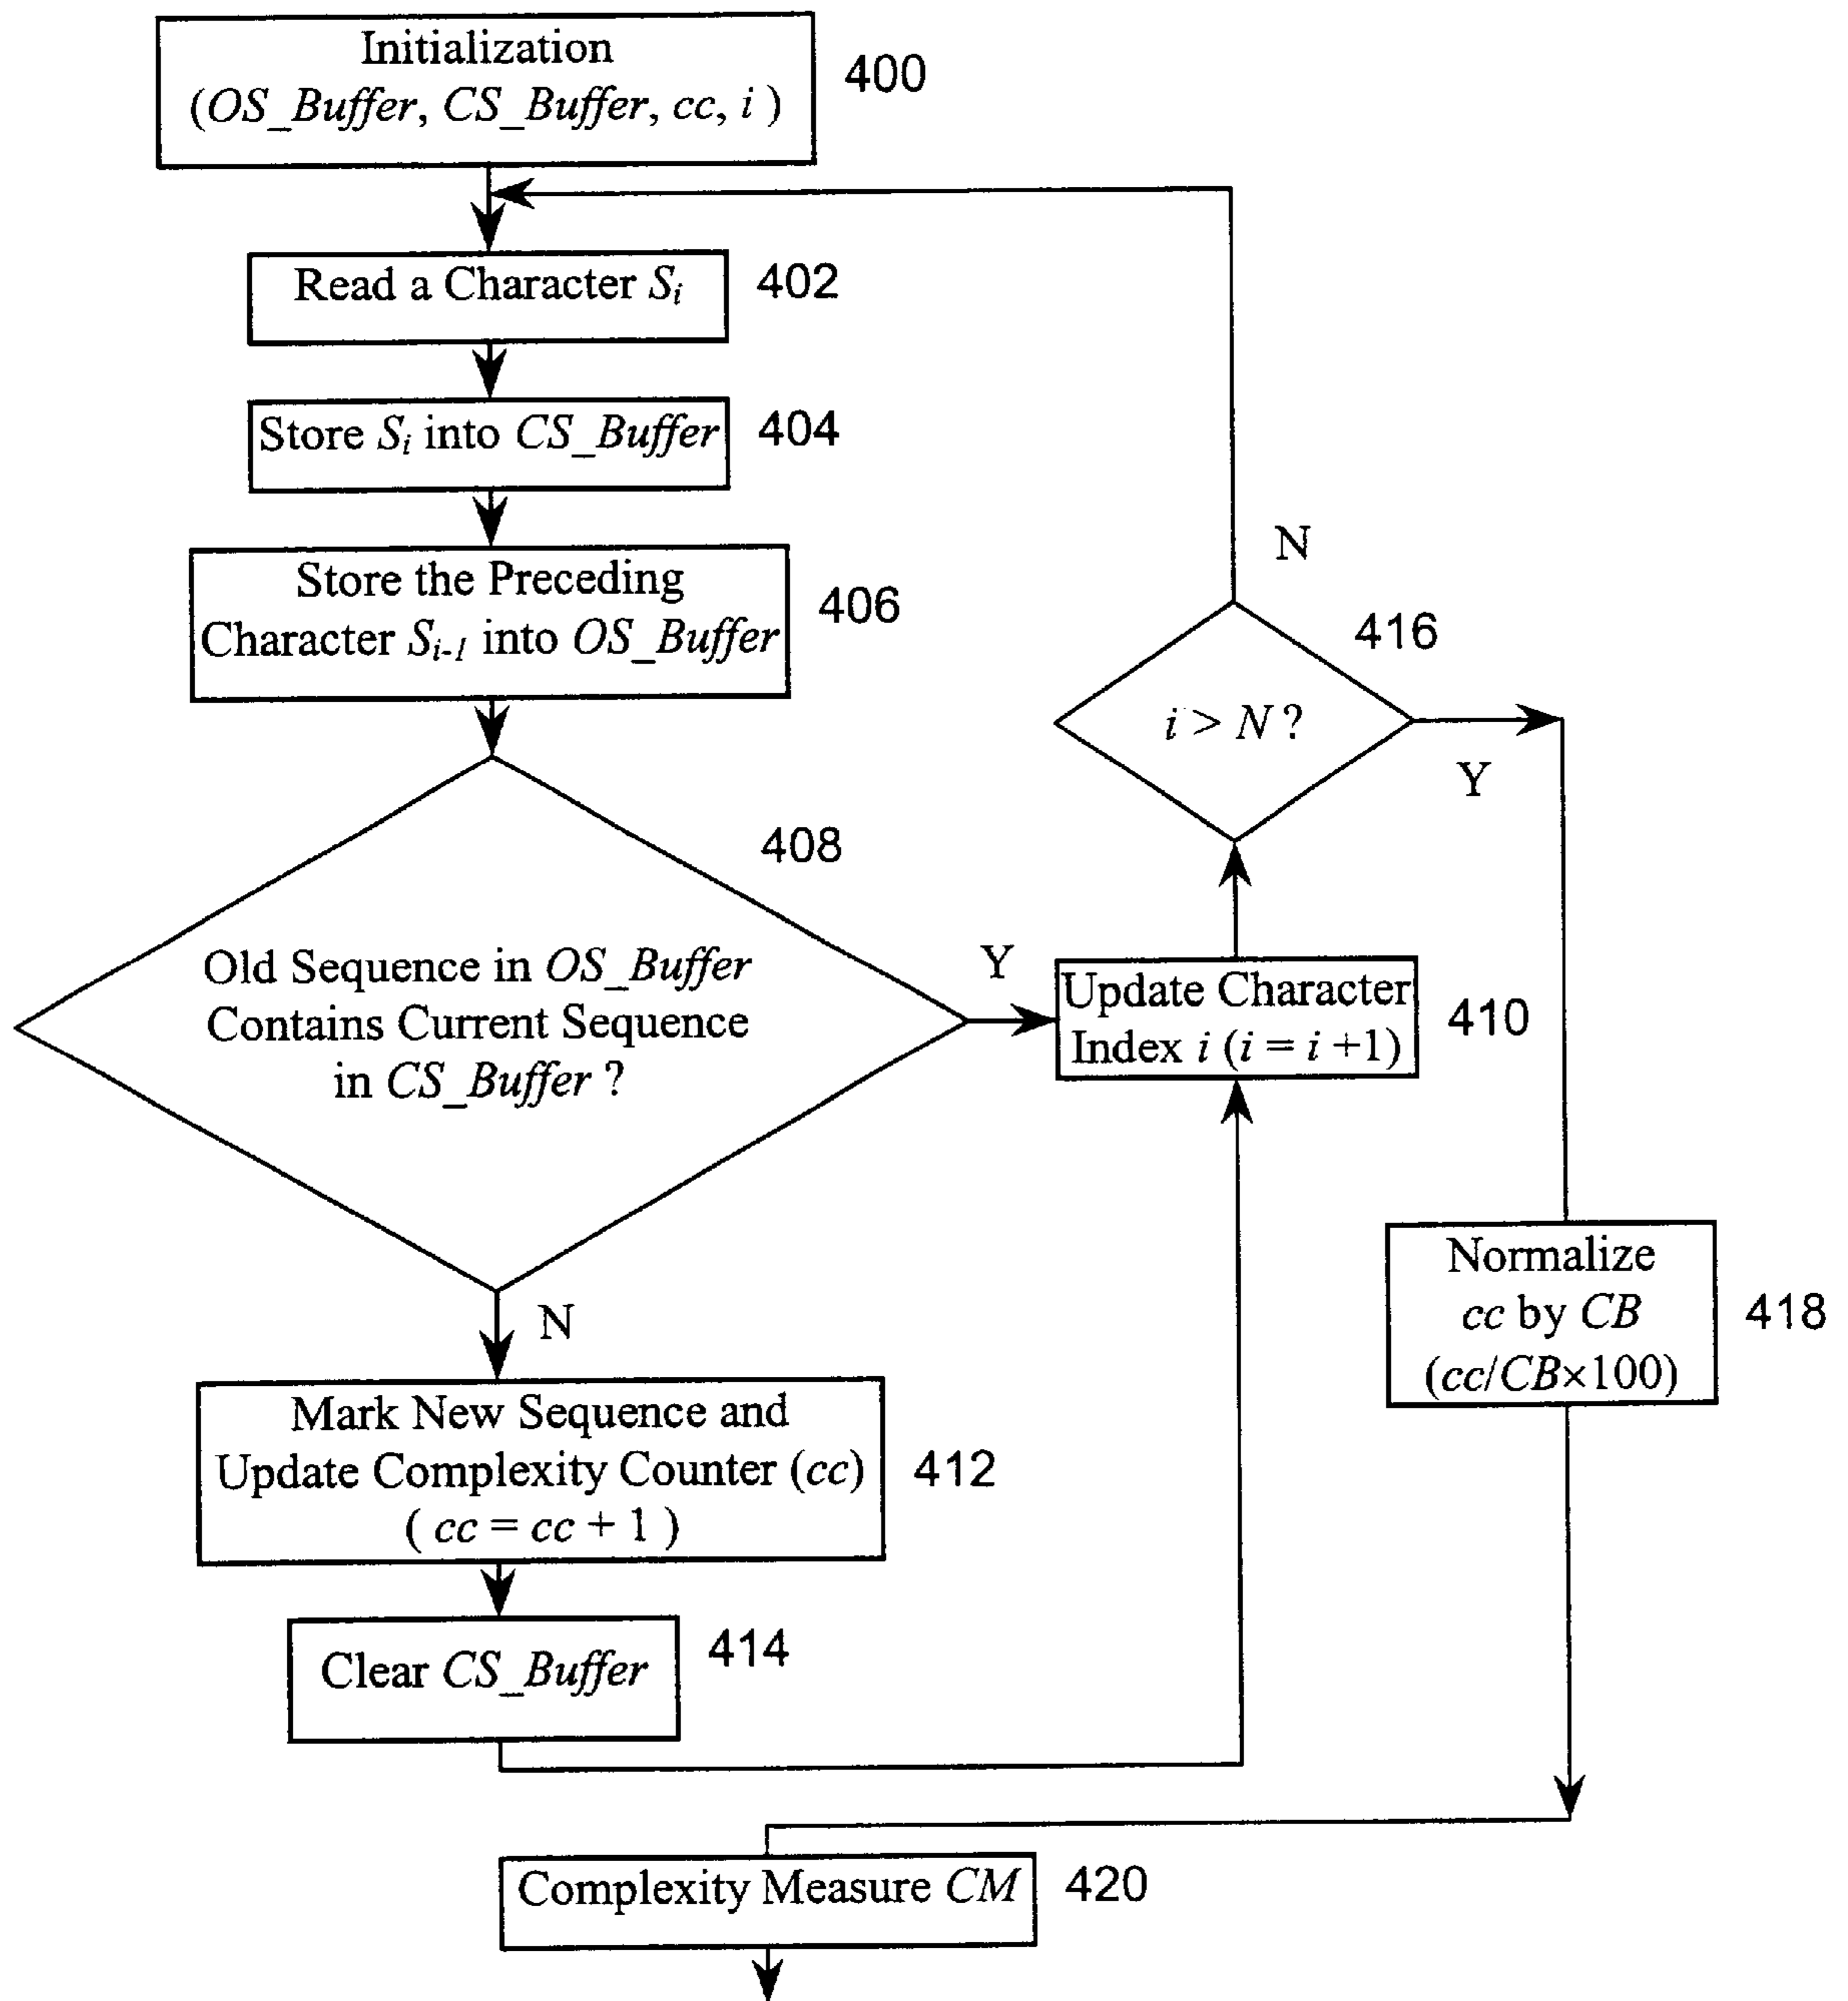 Initialization
(OS_Buffer, CS_Buffer, cc, i )
400
Read a Character Si
402
Store Si into CS_Buffer
404
Store the Preceding
Character Si-1 into OS_Buffer
406
N
416
i > N ?
Y
408
Old Sequence in OS_Buffer
Contains Current Sequence
in CS_Buffer ?
Y
Update Character
Index i (i = i +1)
410
N
Normalize
cc by CB
(cc/CB×100)
418
Mark New Sequence and
Update Complexity Counter (cc)
( cc = cc + 1 )
412
Clear CS_Buffer
414
Complexity Measure CM
420